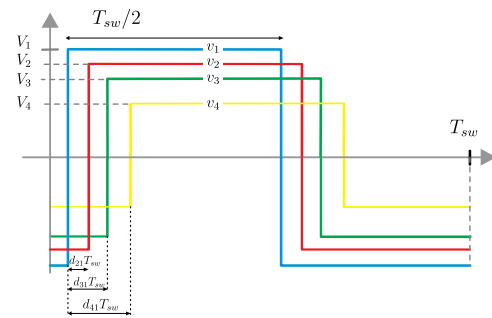 T_{sw}/2
V_1
v_1
V_2
v_2
V_3
v_3
V_4
v_4
T_{sw}
d_{21}T_{sw}
d_{31}T_{sw}
d_{41}T_{sw}